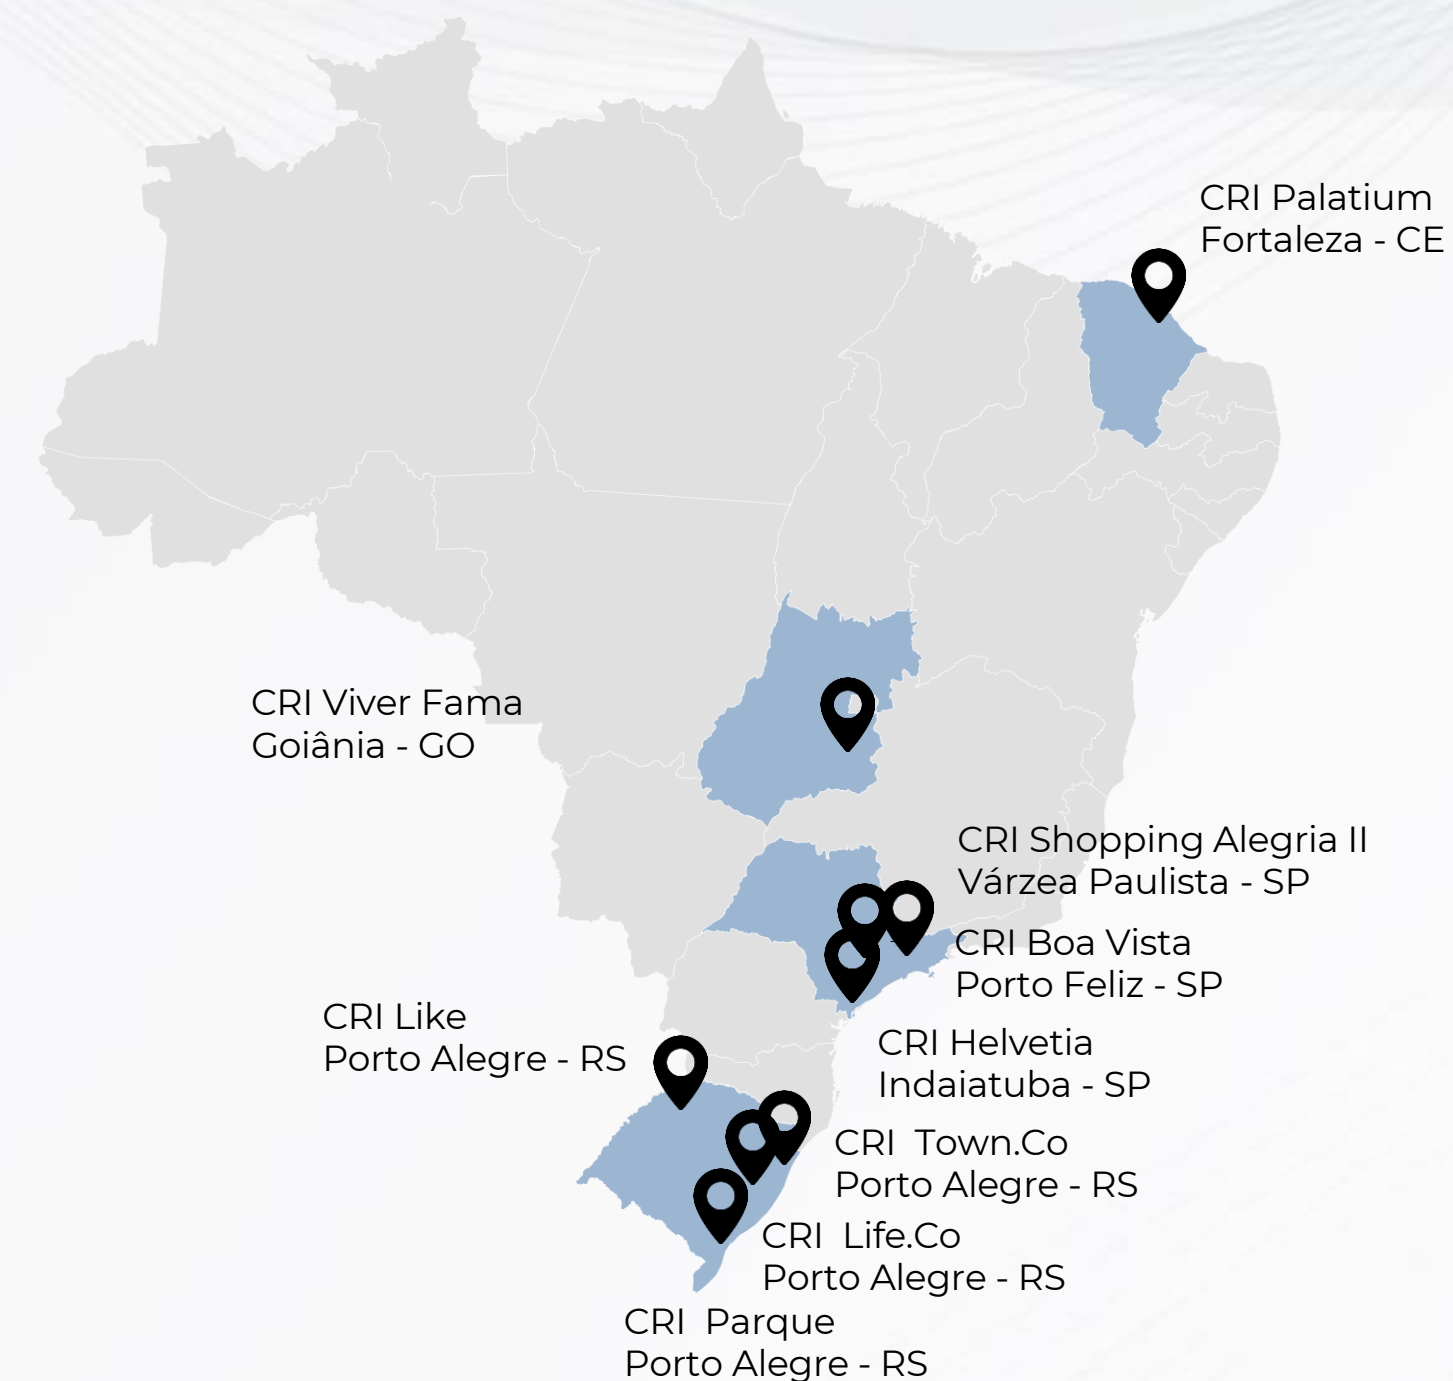 CRI Palatium
Fortaleza - CE
CRI Viver Fama
Goiânia - GO
CRI Shopping Alegria II
Várzea Paulista - SP
CRI Boa Vista
Porto Feliz - SP
CRI Like
Porto Alegre - RS
CRI Helvetia
Indaiatuba - SP
CRI Town.Co
Porto Alegre - RS
CRI Life.Co
Porto Alegre - RS
CRI Parque
Porto Alegre - RS